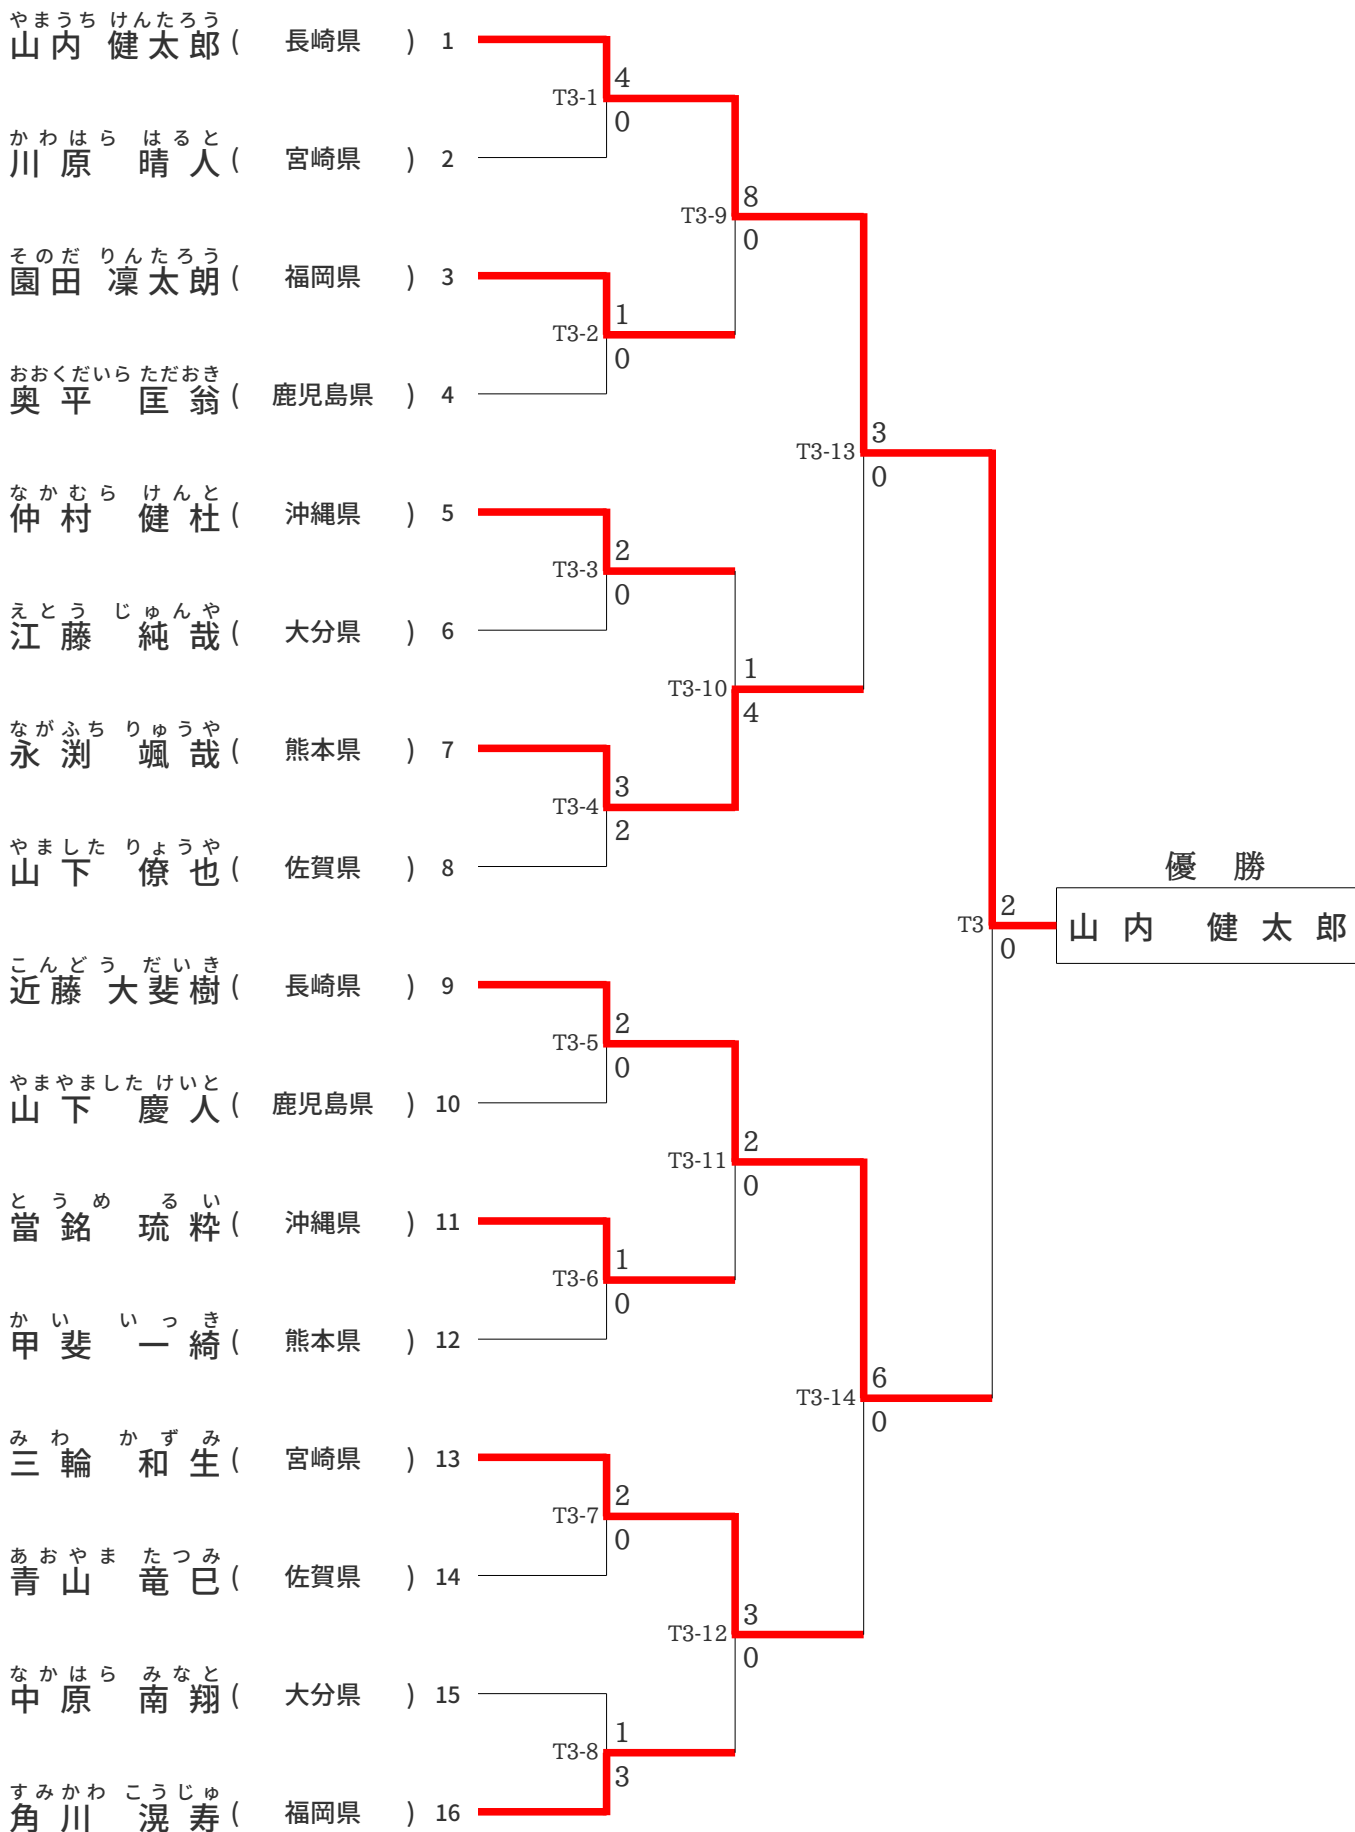 やまうち けんたろう
山内 健太郎 ( 長崎県 ) 1
4
T3-1
0
かわはら はると
川原 晴人 ( 宮崎県 ) 2
8
T3-9
0
そのだ りんたろう
園田 凜太朗 ( 福岡県 ) 3
1
T3-2
0
おおくだいら ただおき
奥平 匡翁 ( 鹿児島県 ) 4
3
T3-13
0
なかむら けんと
仲村 健杜 ( 沖縄県 ) 5
2
T3-3
0
えとう じゅんや
江藤 純哉 ( 大分県 ) 6
1
T3-10
4
ながふち りゅうや
永渕 颯哉 ( 熊本県 ) 7
3
T3-4
2
やました りょうや
山下 僚也 ( 佐賀県 ) 8
優勝
2
T3
0
山内 健太郎
こんどう だいき
近藤 大斐樹 ( 長崎県 ) 9
2
T3-5
0
やまやました けいと
山下 慶人 ( 鹿児島県 ) 10
2
T3-11
0
とうめ るい
當銘 琉粋 ( 沖縄県 ) 11
1
T3-6
0
かい いっき
甲斐 一綺 ( 熊本県 ) 12
6
T3-14
0
みわ かずみ
三輪 和生 ( 宮崎県 ) 13
2
T3-7
0
あおやま たつみ
青山 竜巳 ( 佐賀県 ) 14
3
T3-12
0
なかはら みなと
中原 南翔 ( 大分県 ) 15
1
T3-8
3
すみかわ こうじゅ
角川 滉寿 ( 福岡県 ) 16